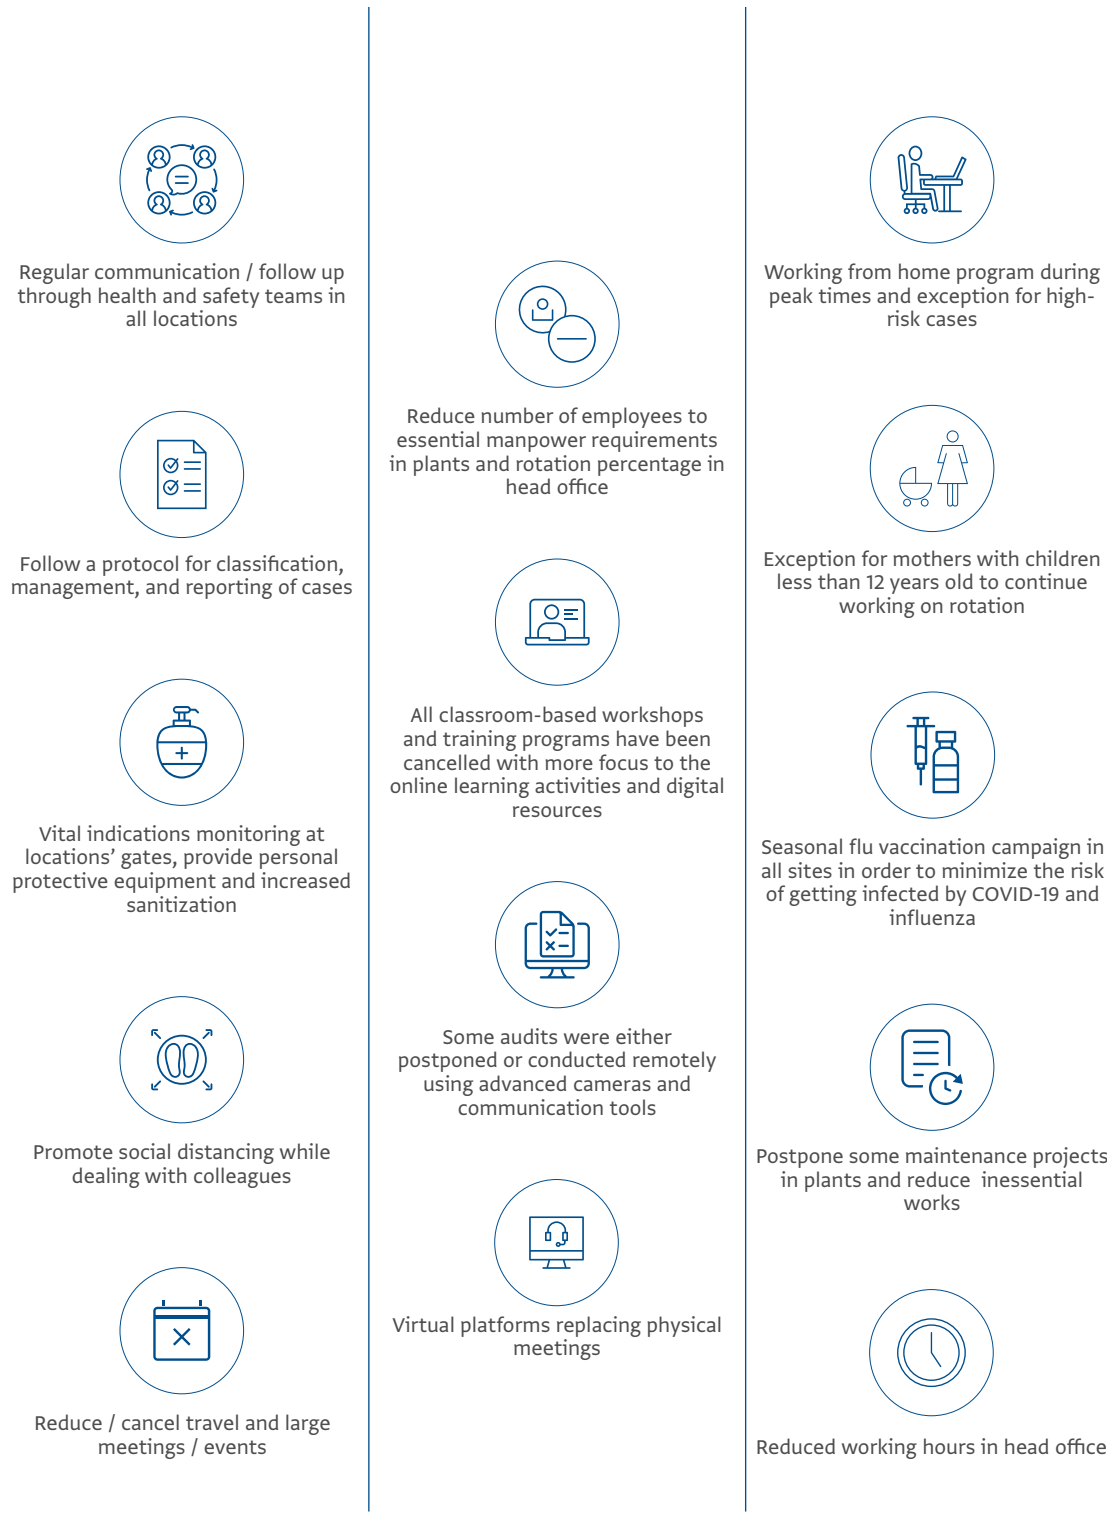 Regular communication / follow up
through health and safety teams in
all locations
Follow a protocol for classification,
management, and reporting of cases
Vital indications monitoring at
locations’ gates, provide personal
protective equipment and increased
sanitization
Promote social distancing while
dealing with colleagues
Reduce / cancel travel and large
meetings / events
Reduce number of employees to
essential manpower requirements
in plants and rotation percentage in
head office
All classroom-based workshops
and training programs have been
cancelled with more focus to the
online learning activities and digital
resources
Some audits were either
postponed or conducted remotely
using advanced cameras and
communication tools
Virtual platforms replacing physical
meetings
Working from home program during
peak times and exception for high-
risk cases
Exception for mothers with children
less than 12 years old to continue
working on rotation
Seasonal flu vaccination campaign in
all sites in order to minimize the risk
of getting infected by COVID-19 and
influenza
Postpone some maintenance projects
in plants and reduce inessential
works
Reduced working hours in head office